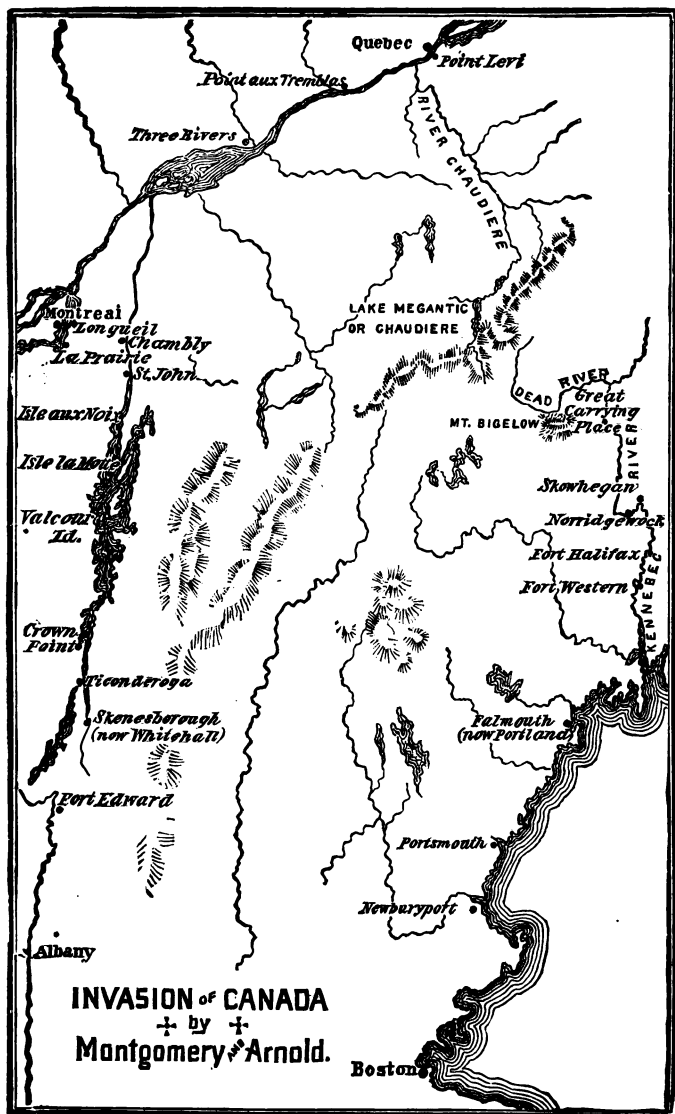 Quebec
Point Levi
Point aux Trembles
RIVER CHAUDIERE
Three Rivers
LAKE MEGANTIC
OR CHAUDIERE
Montreal
Longueil
Chambly
La Prairie
St. John
DEAD RIVER
Great
Carrying
Place
MT. BIGELOW
Isle aux Noix
Isle la Motte
Valcour
Id.
Skowhegan
Norridgewock
Fort Halifax
Fort Western
KENNEBEC RIVER
Crown
Point
Ticonderoga
Skenesborough
(now Whitehall)
Falmouth
(now Portland)
Fort Edward
Portsmouth
Newburyport
Albany
INVASION OF CANADA
by
Montgomery AND Arnold.
Boston